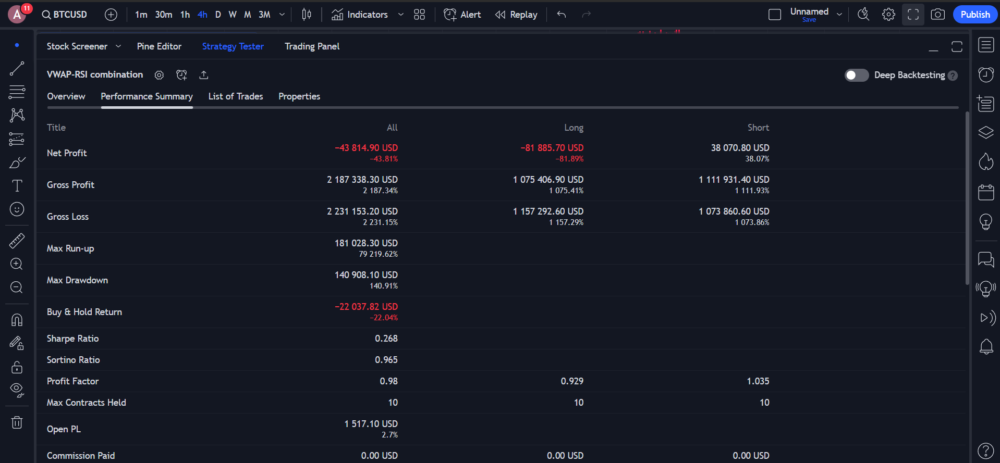 A
11
BTCUSD
1m 30m 1h 4h D W M 3M
Indicators
Alert
Replay
Unnamed
Save
Publish
Stock Screener Pine Editor Strategy Tester Trading Panel
VWAP-RSI combination
Deep Backtesting ?
Overview Performance Summary List of Trades Properties
Title All Long Short
Net Profit −43 814.90 USD −81 885.70 USD 38 070.80 USD
−43.81% −81.89% 38.07%
Gross Profit 2 187 338.30 USD 1 075 406.90 USD 1 111 931.40 USD
2 187.34% 1 075.41% 1 111.93%
Gross Loss 2 231 153.20 USD 1 157 292.60 USD 1 073 860.60 USD
2 231.15% 1 157.29% 1 073.86%
Max Run-up 181 028.30 USD
79 219.62%
Max Drawdown 140 908.10 USD
140.91%
Buy & Hold Return −22 037.82 USD
−22.04%
Sharpe Ratio 0.268
Sortino Ratio 0.965
Profit Factor 0.98 0.929 1.035
Max Contracts Held 10 10 10
Open PL 1 517.10 USD
2.7%
Commission Paid 0.00 USD 0.00 USD 0.00 USD